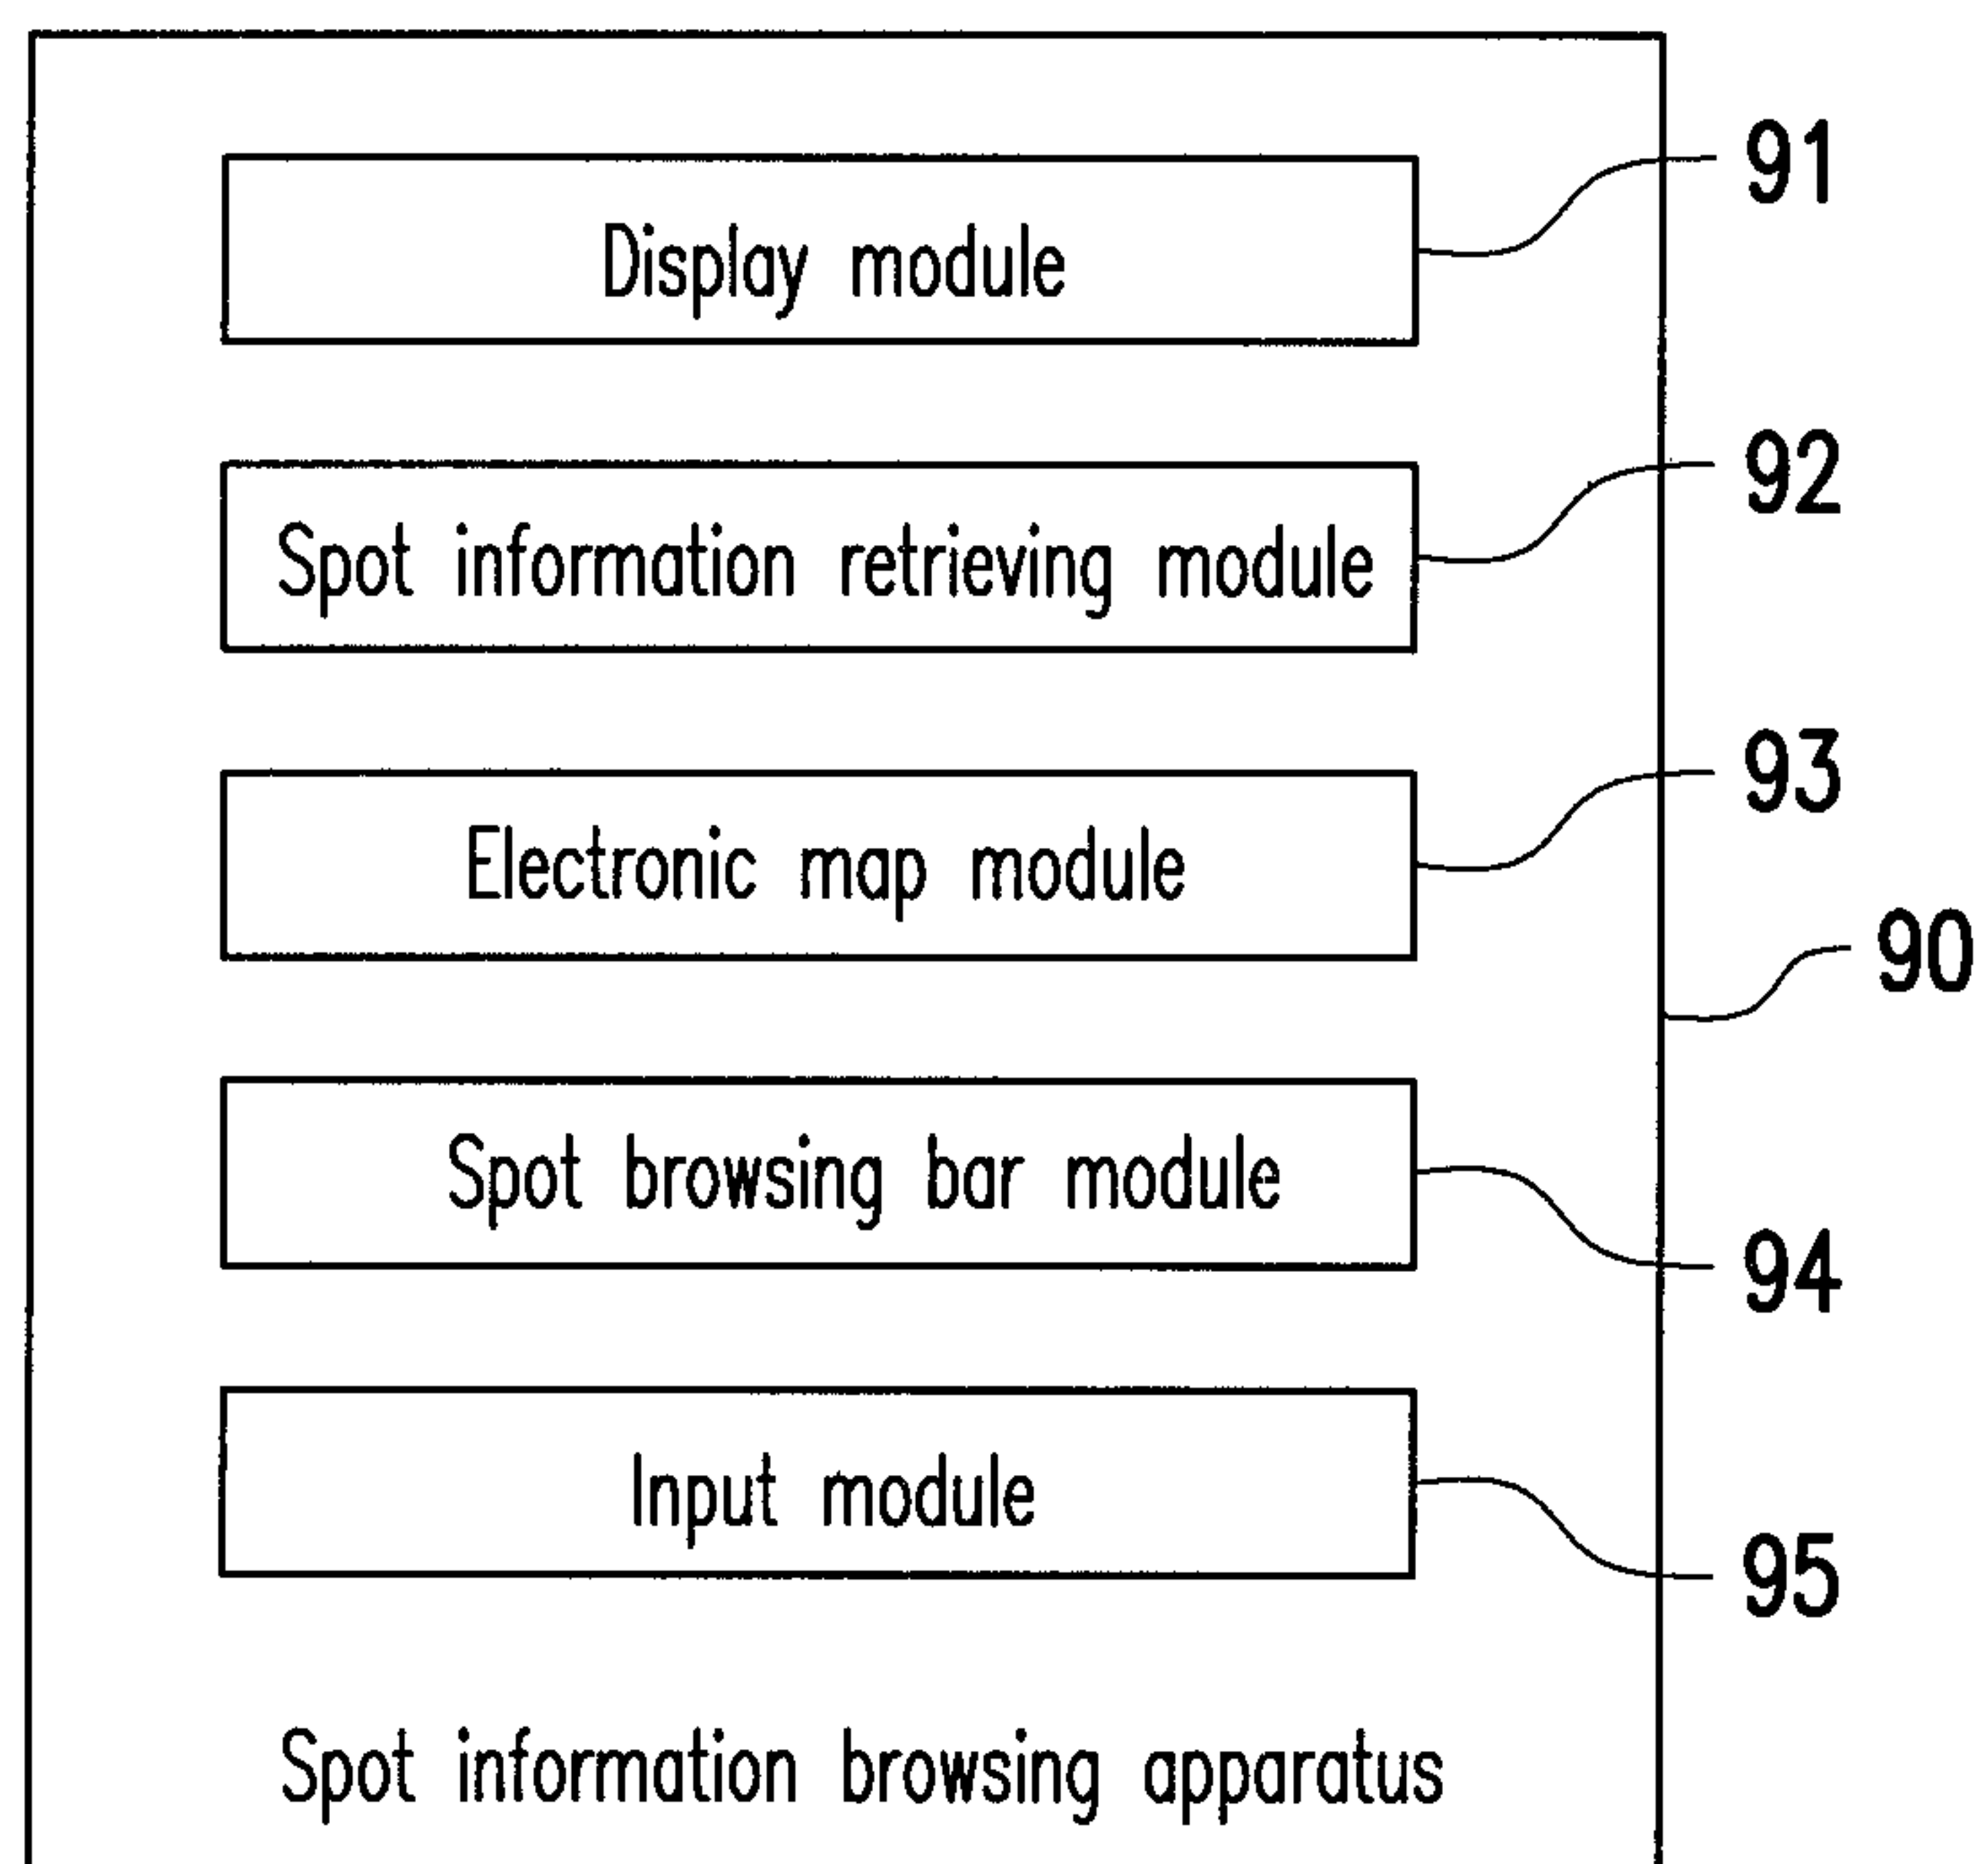 Display module
91
Spot information retrieving module
92
Electronic map module
93
90
Spot browsing bar module
94
Input module
95
Spot information browsing apparatus